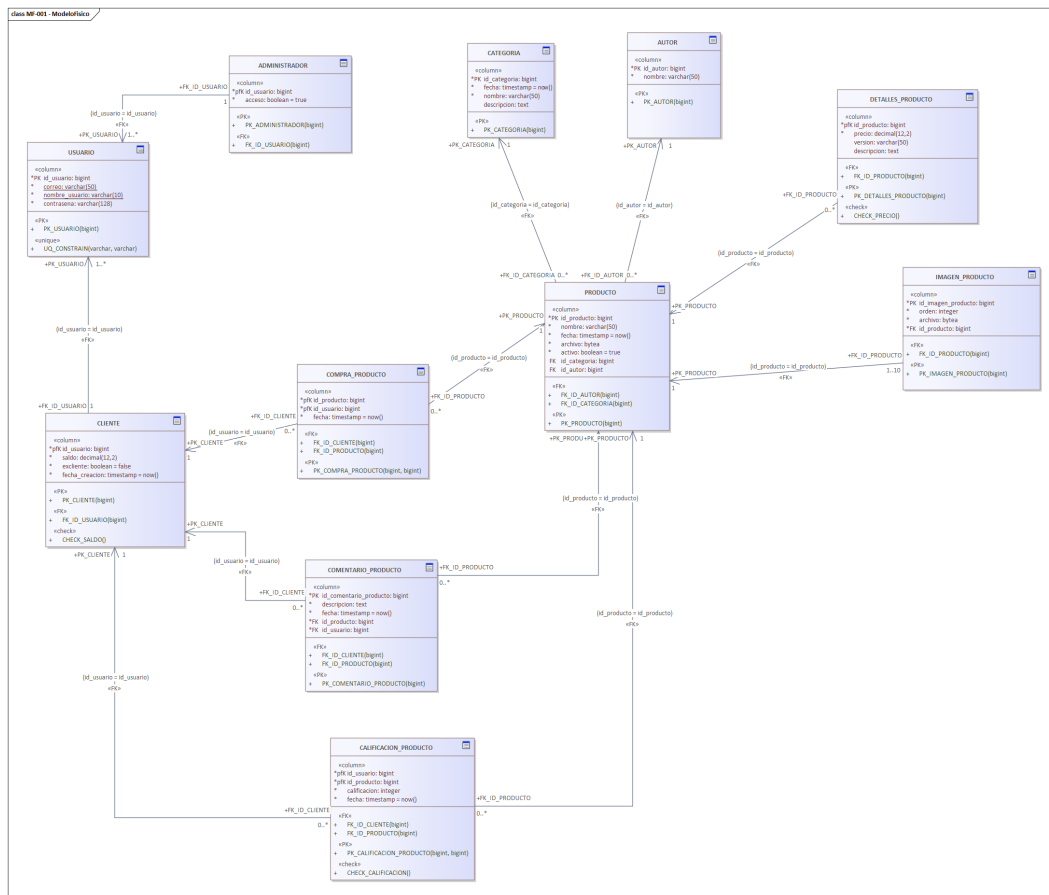 class MF-001 - ModeloFisico
ADMINISTRADOR
«column»
*pfK id_usuario: bigint
* acceso: boolean = true
«PK»
+ PK_ADMINISTRADOR(bigint)
«FK»
+ FK_ID_USUARIO(bigint)
+FK_ID_USUARIO
1
(id_usuario = id_usuario)
«FK»
+PK_USUARIO
1..*
USUARIO
«column»
*PK id_usuario: bigint
* correo: varchar(50)
* nombre_usuario: varchar(10)
* contrasena: varchar(128)
«PK»
+ PK_USUARIO(bigint)
«unique»
+ UQ_CONSTRAIN(varchar, varchar)
+PK_USUARIO
1..*
(id_usuario = id_usuario)
«FK»
+FK_ID_USUARIO
1
CATEGORIA
«column»
*PK id_categoria: bigint
* fecha: timestamp = now()
* nombre: varchar(50)
descripcion: text
«PK»
+ PK_CATEGORIA(bigint)
+PK_CATEGORIA
1
(id_categoria = id_categoria)
«FK»
+FK_ID_CATEGORIA
0..*
AUTOR
«column»
*PK id_autor: bigint
* nombre: varchar(50)
«PK»
+ PK_AUTOR(bigint)
+PK_AUTOR
1
(id_autor = id_autor)
«FK»
+FK_ID_AUTOR
0..*
DETALLES_PRODUCTO
«column»
*pfK id_producto: bigint
* precio: decimal(12,2)
version: varchar(50)
descripcion: text
«FK»
+ FK_ID_PRODUCTO(bigint)
«PK»
+ PK_DETALLES_PRODUCTO(bigint)
«check»
+ CHECK_PRECIO()
+FK_ID_PRODUCTO
0..*
(id_producto = id_producto)
«FK»
+PK_PRODUCTO
1
IMAGEN_PRODUCTO
«column»
*PK id_imagen_producto: bigint
* orden: integer
* archivo: bytea
*FK id_producto: bigint
«FK»
+ FK_ID_PRODUCTO(bigint)
«PK»
+ PK_IMAGEN_PRODUCTO(bigint)
+FK_ID_PRODUCTO
1..10
(id_producto = id_producto)
«FK»
+PK_PRODUCTO
1
PRODUCTO
«column»
*PK id_producto: bigint
* nombre: varchar(50)
* fecha: timestamp = now()
* archivo: bytea
* activo: boolean = true
FK id_categoria: bigint
FK id_autor: bigint
«FK»
+ FK_ID_AUTOR(bigint)
+ FK_ID_CATEGORIA(bigint)
«PK»
+ PK_PRODUCTO(bigint)
+PK_PRODUCTO
1
(id_producto = id_producto)
«FK»
+FK_ID_PRODUCTO
0..*
COMPRA_PRODUCTO
«column»
*pfK id_producto: bigint
*pfK id_usuario: bigint
* fecha: timestamp = now()
«FK»
+ FK_ID_CLIENTE(bigint)
+ FK_ID_PRODUCTO(bigint)
«PK»
+ PK_COMPRA_PRODUCTO(bigint, bigint)
+FK_ID_CLIENTE
0..*
(id_usuario = id_usuario)
«FK»
+PK_CLIENTE
1
CLIENTE
«column»
*pfK id_usuario: bigint
* saldo: decimal(12,2)
* excliente: boolean = false
* fecha_creacion: timestamp = now()
«PK»
+ PK_CLIENTE(bigint)
«FK»
+ FK_ID_USUARIO(bigint)
«check»
+ CHECK_SALDO()
+PK_CLIENTE
1
(id_usuario = id_usuario)
«FK»
+FK_ID_CLIENTE
0..*
COMENTARIO_PRODUCTO
«column»
*PK id_comentario_producto: bigint
* descripcion: text
* fecha: timestamp = now()
*FK id_producto: bigint
*FK id_usuario: bigint
«FK»
+ FK_ID_CLIENTE(bigint)
+ FK_ID_PRODUCTO(bigint)
«PK»
+ PK_COMENTARIO_PRODUCTO(bigint)
+FK_ID_PRODUCTO
0..*
(id_producto = id_producto)
«FK»
+PK_PRODU+PK_PRODUCTO
1
(id_producto = id_producto)
«FK»
+PK_CLIENTE
1
(id_usuario = id_usuario)
«FK»
+FK_ID_CLIENTE
0..*
CALIFICACION_PRODUCTO
«column»
*pfK id_usuario: bigint
*pfK id_producto: bigint
* calificacion: integer
* fecha: timestamp = now()
«FK»
+ FK_ID_CLIENTE(bigint)
+ FK_ID_PRODUCTO(bigint)
«PK»
+ PK_CALIFICACION_PRODUCTO(bigint, bigint)
«check»
+ CHECK_CALIFICACION()
+FK_ID_PRODUCTO
0..*